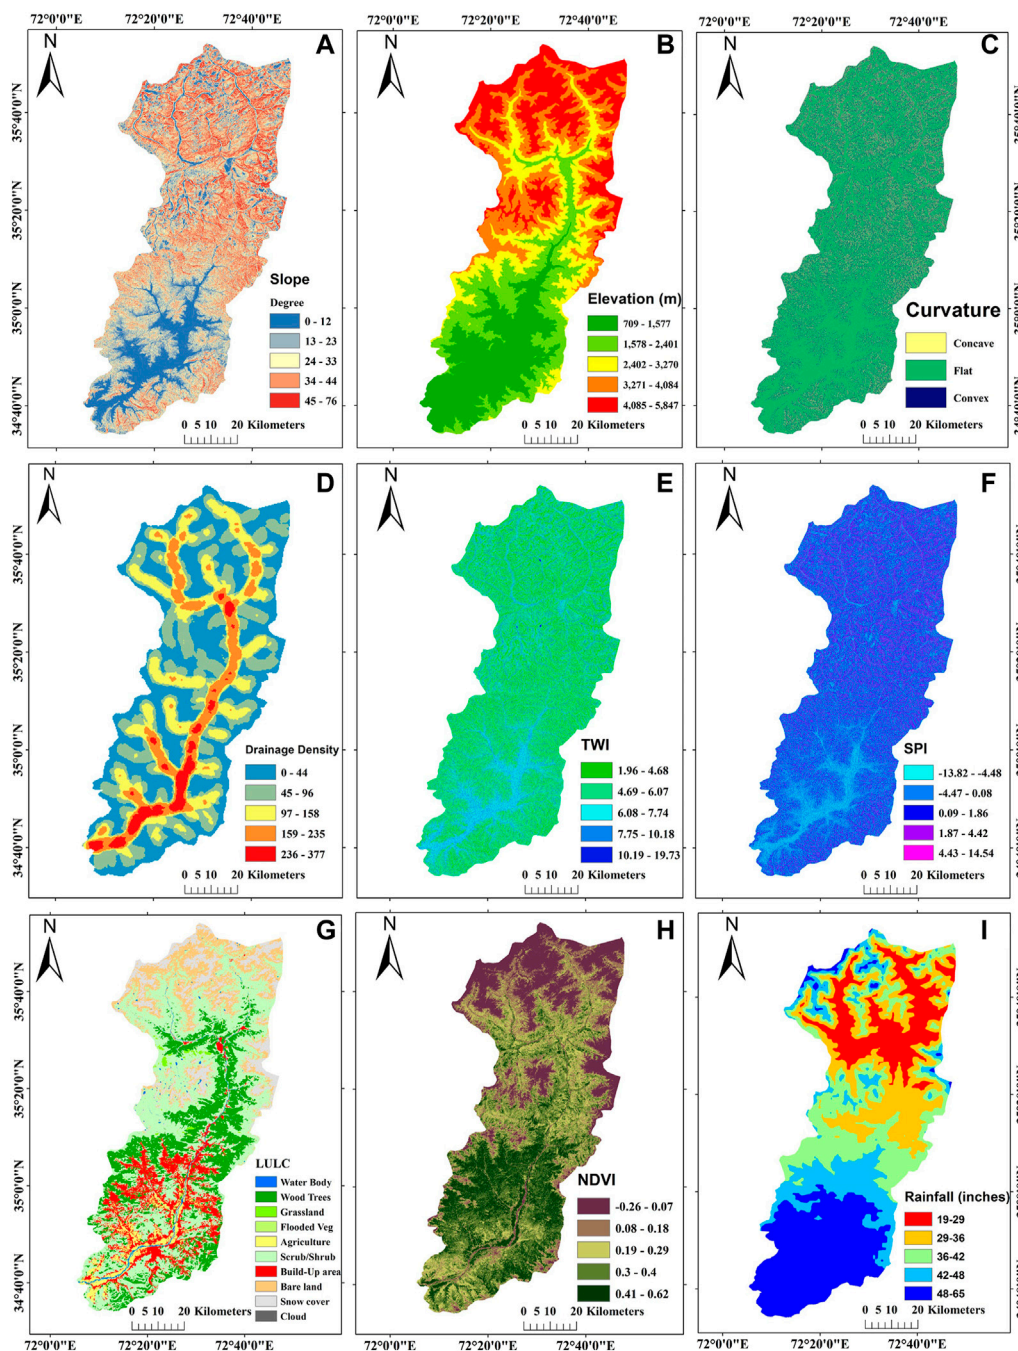 72°0'0"E 72°20'0"E 72°40'0"E 72°0'0"E 72°20'0"E 72°40'0"E 72°0'0"E 72°20'0"E 72°40'0"E
N
A
35°40'0"N
35°20'0"N
35°0'0"N
34°40'0"N
Slope
Degree
0 - 12
13 - 23
24 - 33
34 - 44
45 - 76
0 5 10 20 Kilometers
N
B
Elevation (m)
709 - 1,577
1,578 - 2,401
2,402 - 3,270
3,271 - 4,084
4,085 - 5,847
0 5 10 20 Kilometers
N
C
Curvature
Concave
Flat
Convex
0 5 10 20 Kilometers
N
D
35°40'0"N
35°20'0"N
35°0'0"N
34°40'0"N
Drainage Density
0 - 44
45 - 96
97 - 158
159 - 235
236 - 377
0 5 10 20 Kilometers
N
E
TWI
1.96 - 4.68
4.69 - 6.07
6.08 - 7.74
7.75 - 10.18
10.19 - 19.73
0 5 10 20 Kilometers
N
F
SPI
-13.82 - -4.48
-4.47 - 0.08
0.09 - 1.86
1.87 - 4.42
4.43 - 14.54
0 5 10 20 Kilometers
N
G
35°40'0"N
35°20'0"N
35°0'0"N
34°40'0"N
LULC
Water Body
Wood Trees
Grassland
Flooded Veg
Agriculture
Scrub/Shrub
Build-Up area
Bare land
Snow cover
Cloud
0 5 10 20 Kilometers
N
H
NDVI
-0.26 - 0.07
0.08 - 0.18
0.19 - 0.29
0.3 - 0.4
0.41 - 0.62
0 5 10 20 Kilometers
N
I
Rainfall (inches)
19-29
29-36
36-42
42-48
48-65
0 5 10 20 Kilometers
72°0'0"E 72°20'0"E 72°40'0"E 72°0'0"E 72°20'0"E 72°40'0"E 72°0'0"E 72°20'0"E 72°40'0"E